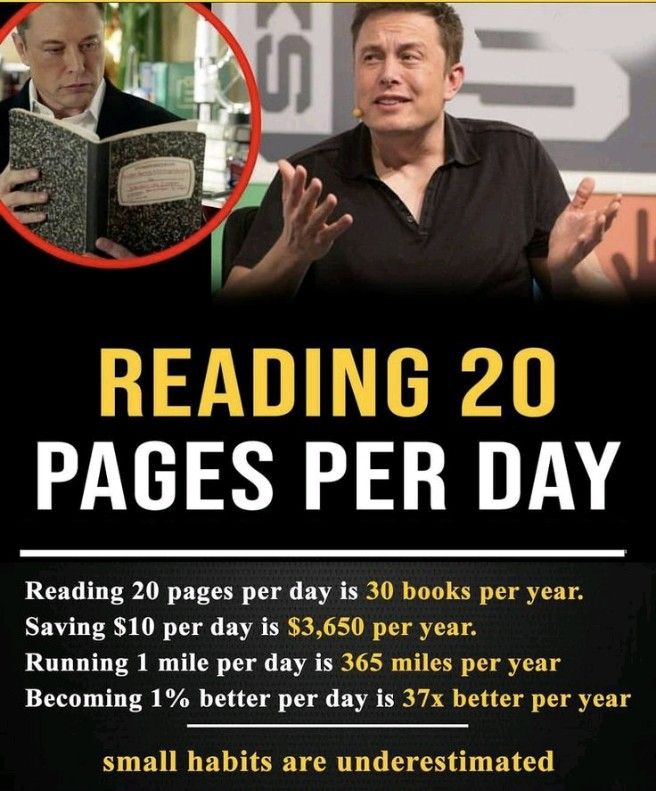 READING 20
PAGES PER DAY
Reading 20 pages per day is 30 books per year.
Saving $10 per day is $3,650 per year.
Running 1 mile per day is 365 miles per year
Becoming 1% better per day is 37x better per year
small habits are underestimated